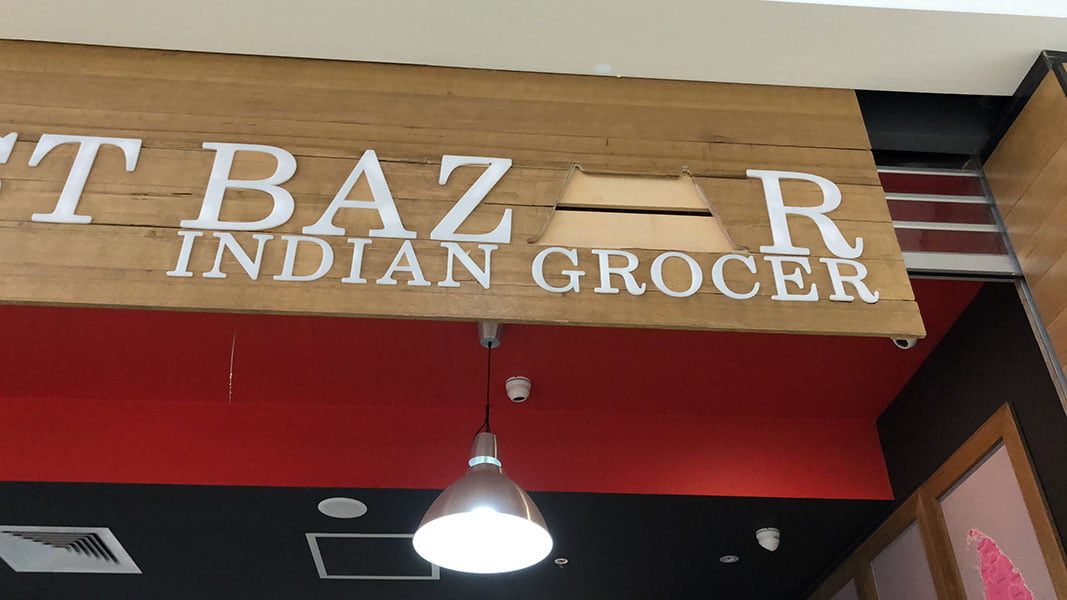 T BAZ R
INDIAN GROCER